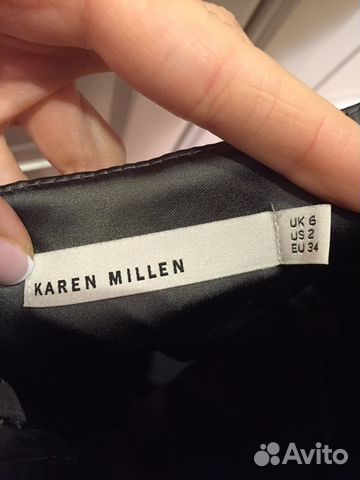 KAREN MILLEN
UK 6
US 2
EU 34
Avito